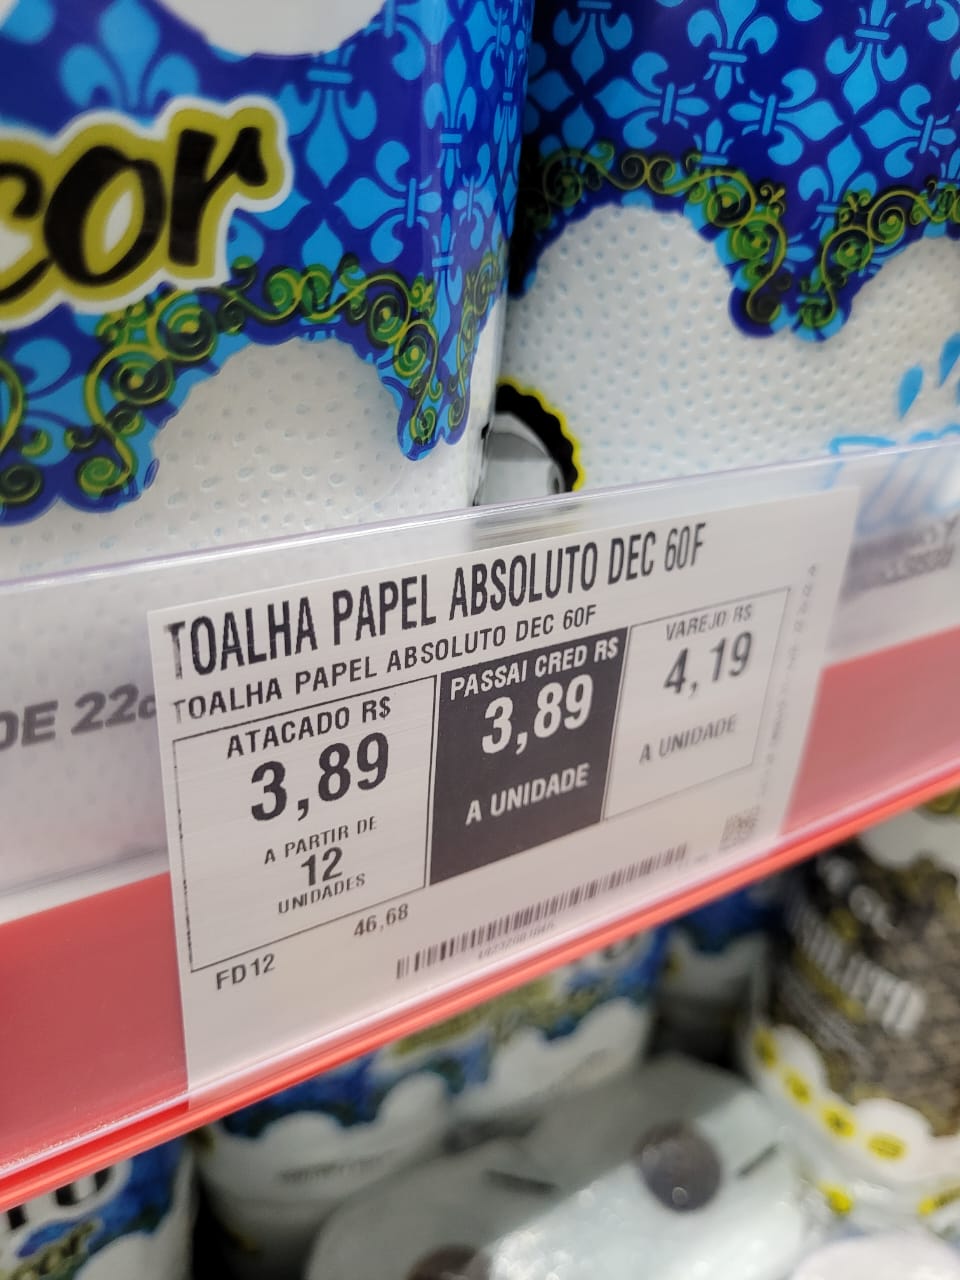 cor
DE 22c
TOALHA PAPEL ABSOLUTO DEC 60F
TOALHA PAPEL ABSOLUTO DEC 60F
ATACADO R$
3,89
A PARTIR DE
12
UNIDADES
PASSAI CRED R$
3,89
A UNIDADE
VAREJO R$
4,19
A UNIDADE
46,68
FD12